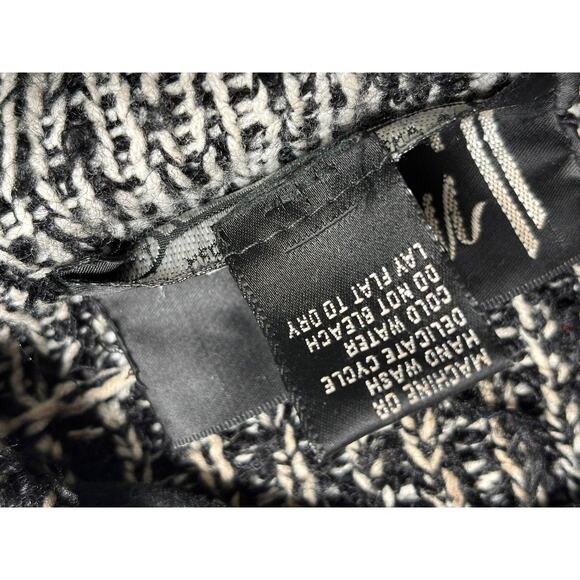 MACHINE OR
HAND WASH
DELICATE CYCLE
COLD WATER
DO NOT BLEACH
LAY FLAT TO DRY